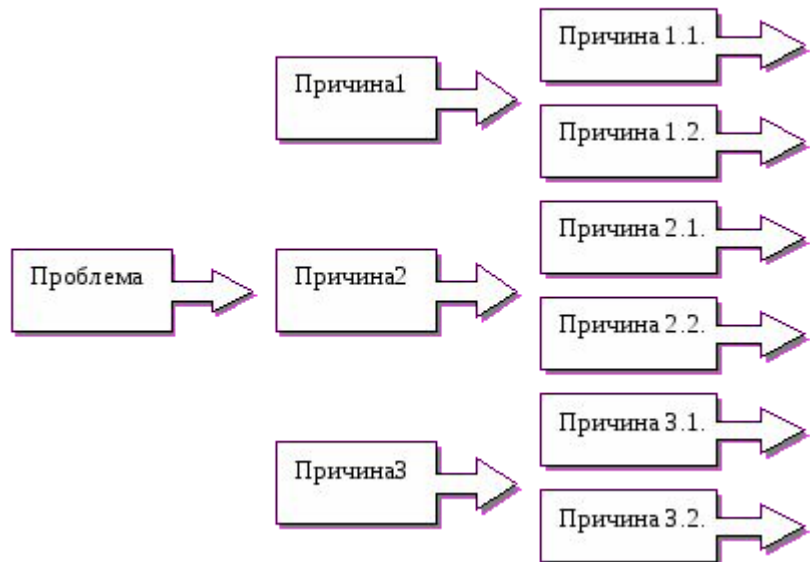 Причина 1.1.
Причина1
Причина 1.2.
Причина 2.1.
Проблема
Причина2
Причина 2.2.
Причина 3.1.
Причина3
Причина 3.2.